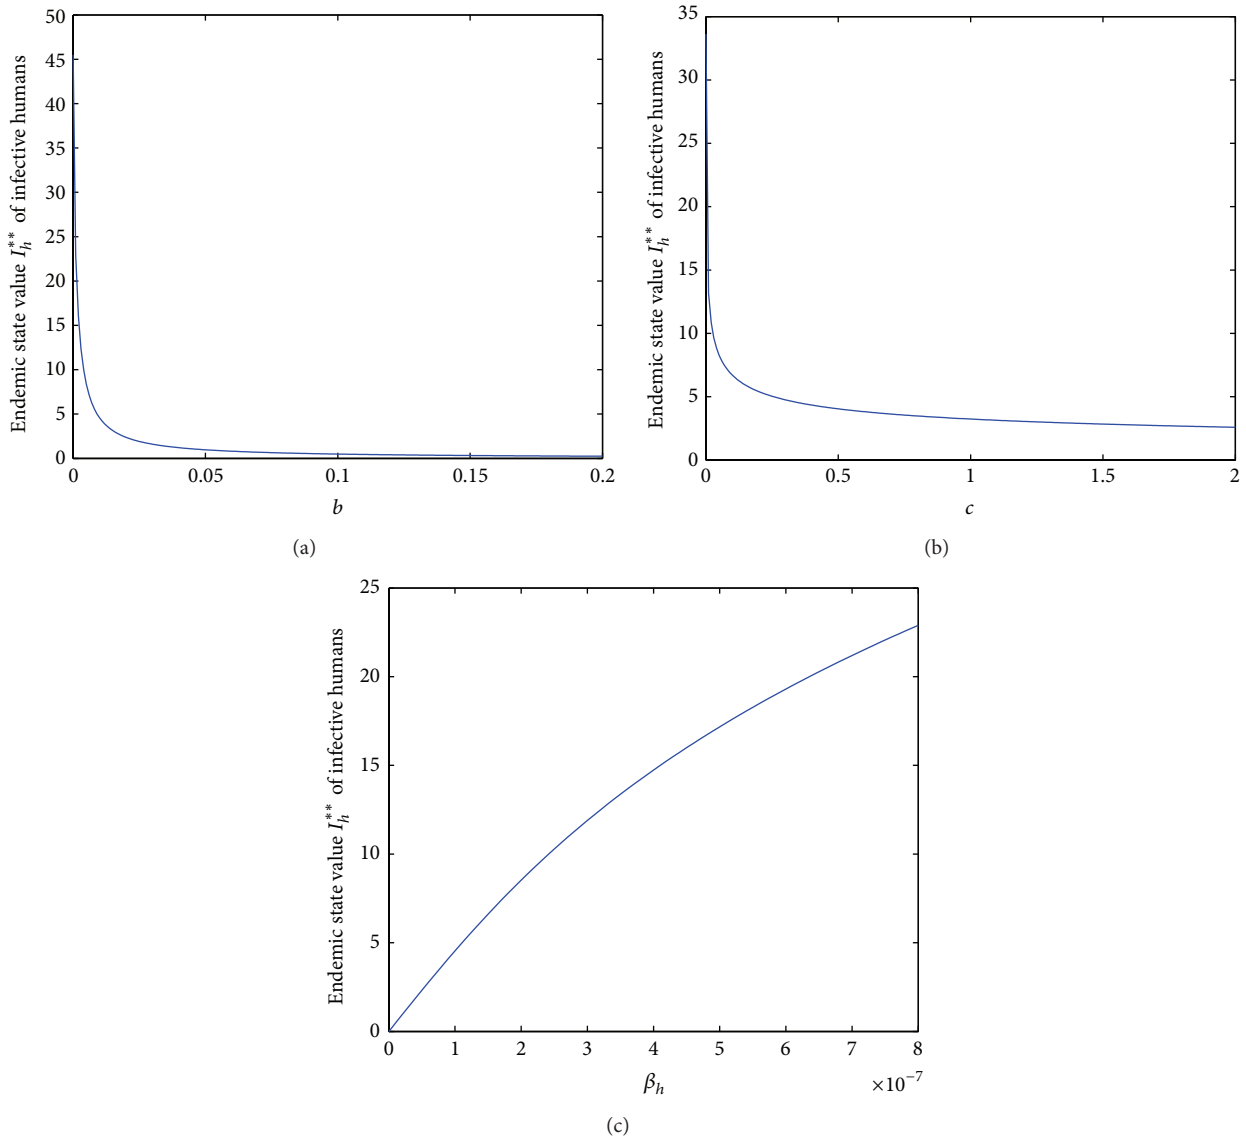 50
45
40
35
30
25
20
15
10
5
0
Endemic state value I_h^** of infective humans
0 0.05 0.1 0.15 0.2
b
(a)
35
30
25
20
15
10
5
0
Endemic state value I_h^** of infective humans
0 0.5 1 1.5 2
c
(b)
25
20
15
10
5
0
Endemic state value I_h^** of infective humans
0 1 2 3 4 5 6 7 8
β_h ×10⁻⁷
(c)